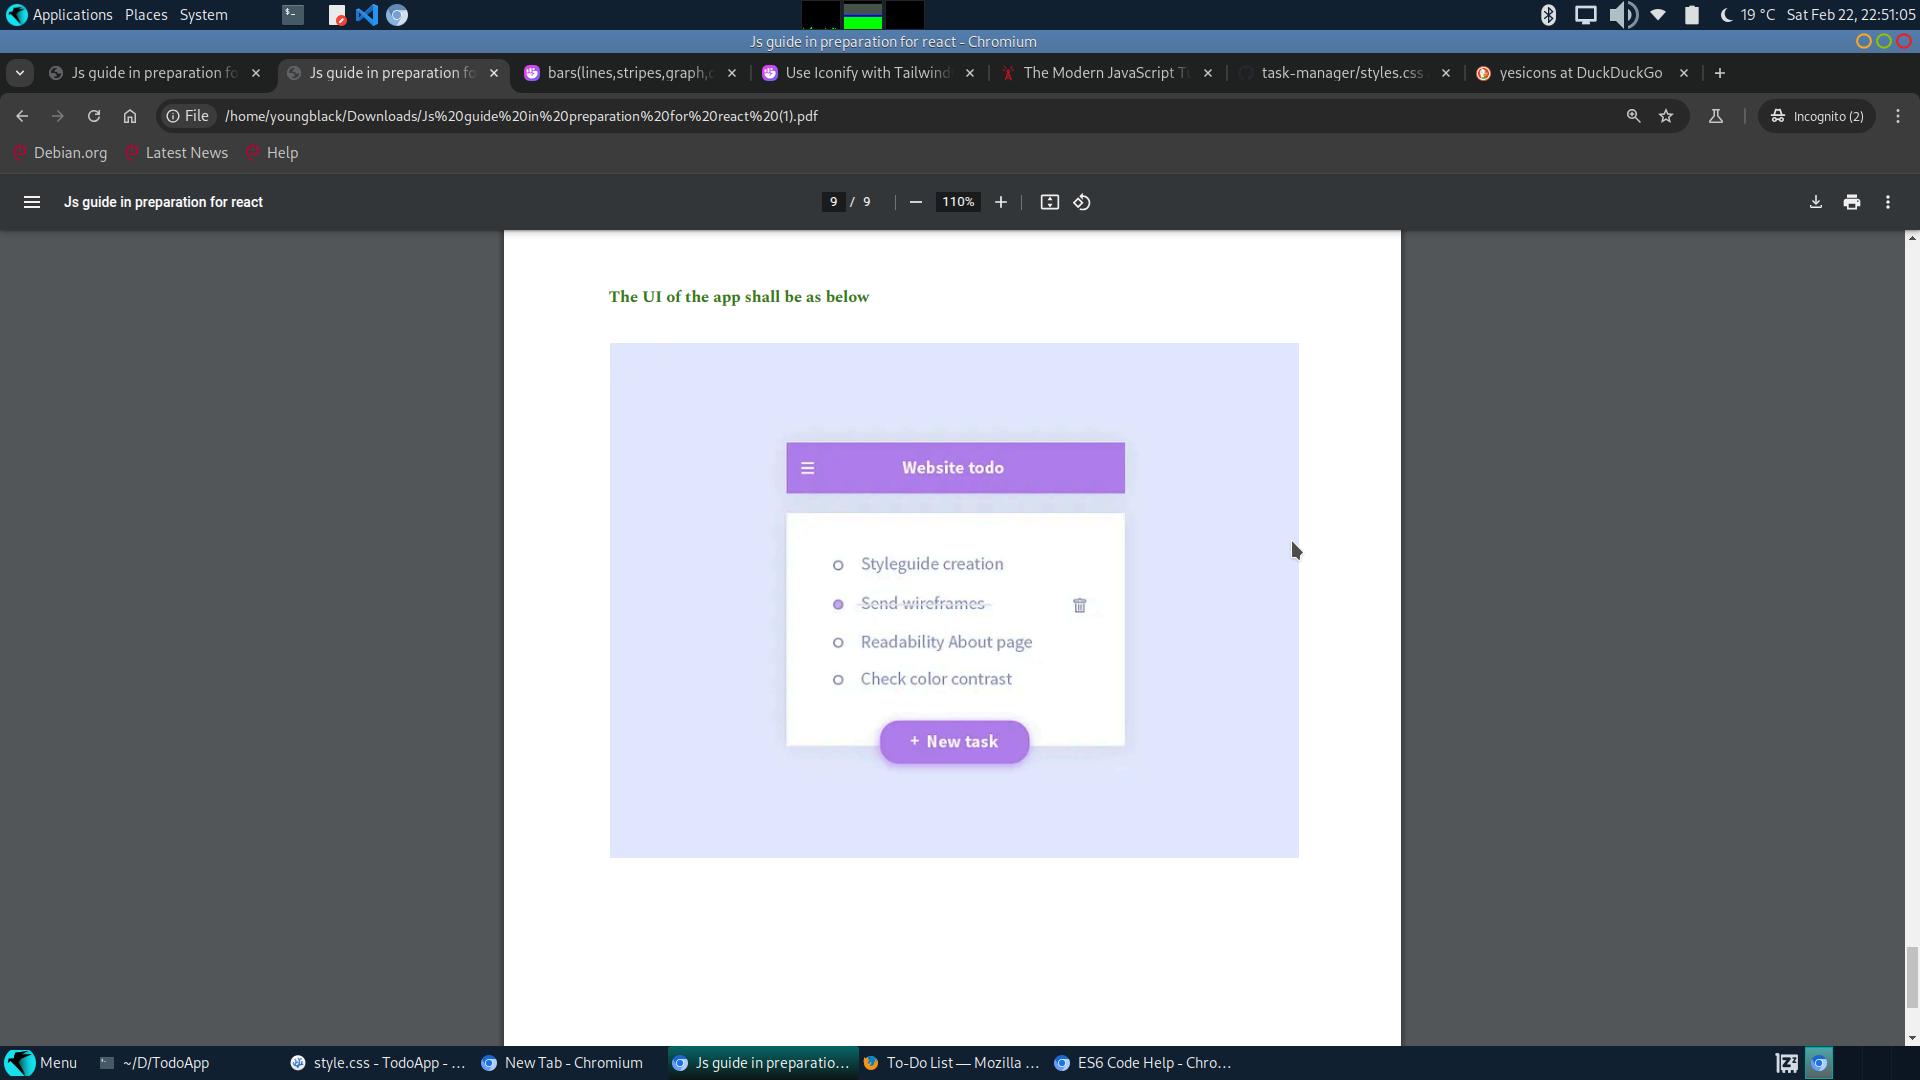 Applications Places System
19 °C Sat Feb 22, 22:51:05
Js guide in preparation for react - Chromium
Js guide in preparation fo
Js guide in preparation fo
bars(lines,stripes,graph,c
Use Iconify with Tailwind
The Modern JavaScript Tu
task-manager/styles.css
yesicons at DuckDuckGo
File /home/youngblack/Downloads/Js%20guide%20in%20preparation%20for%20react%20(1).pdf
Incognito (2)
Debian.org Latest News Help
Js guide in preparation for react
9 / 9
110%
The UI of the app shall be as below
Website todo
Styleguide creation
Send wireframes
Readability About page
Check color contrast
+ New task
Menu
~/D/TodoApp
style.css - TodoApp - ...
New Tab - Chromium
Js guide in preparatio...
To-Do List — Mozilla ...
ES6 Code Help - Chro...